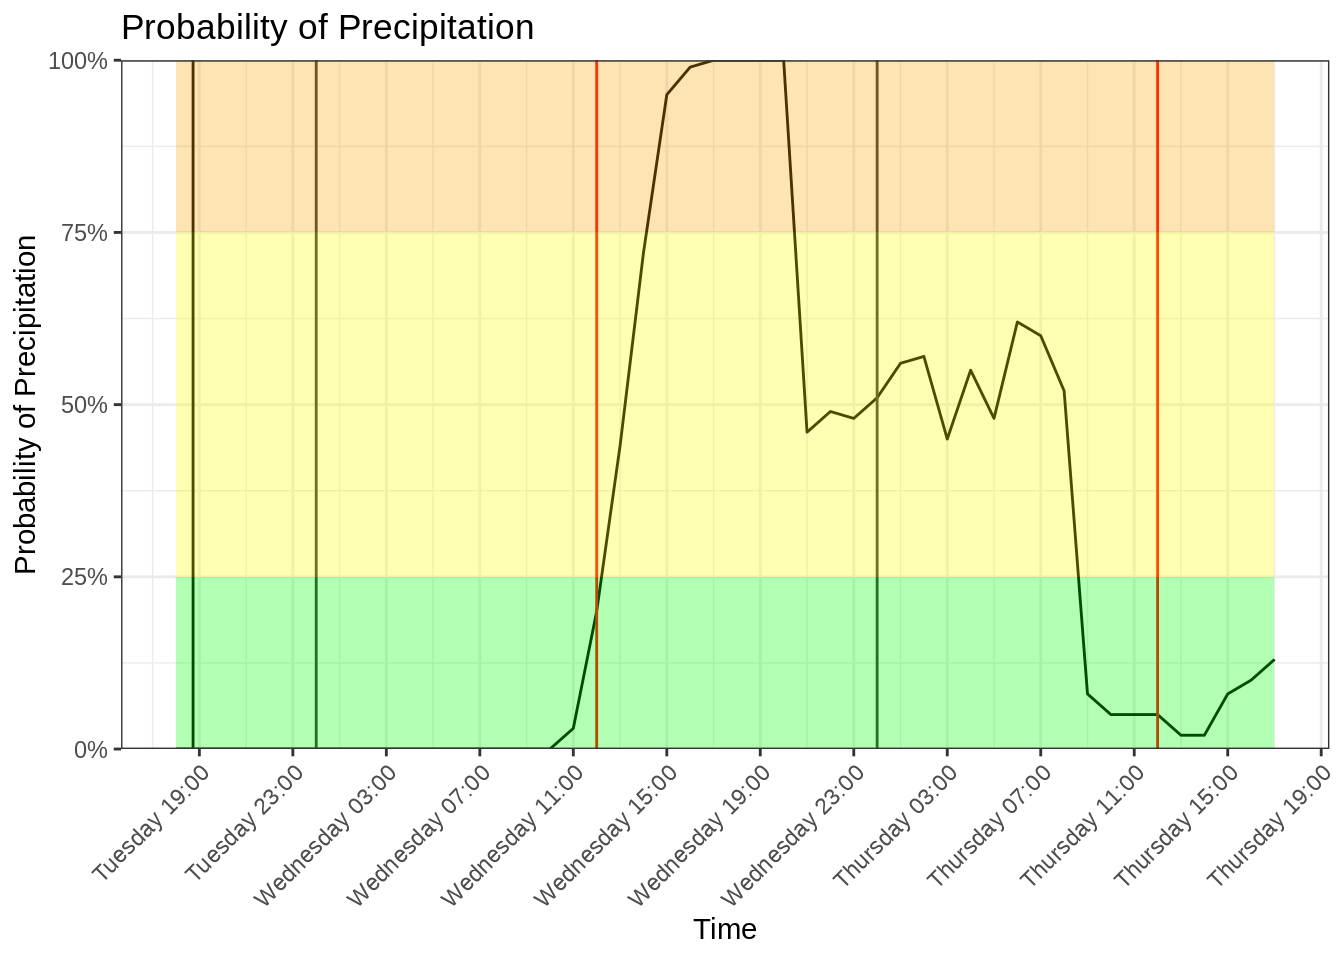 Probability of Precipitation
Probability of Precipitation
100%
75%
50%
25%
0%
Tuesday 19:00
Tuesday 23:00
Wednesday 03:00
Wednesday 07:00
Wednesday 11:00
Wednesday 15:00
Wednesday 19:00
Wednesday 23:00
Thursday 03:00
Thursday 07:00
Thursday 11:00
Thursday 15:00
Thursday 19:00
Time